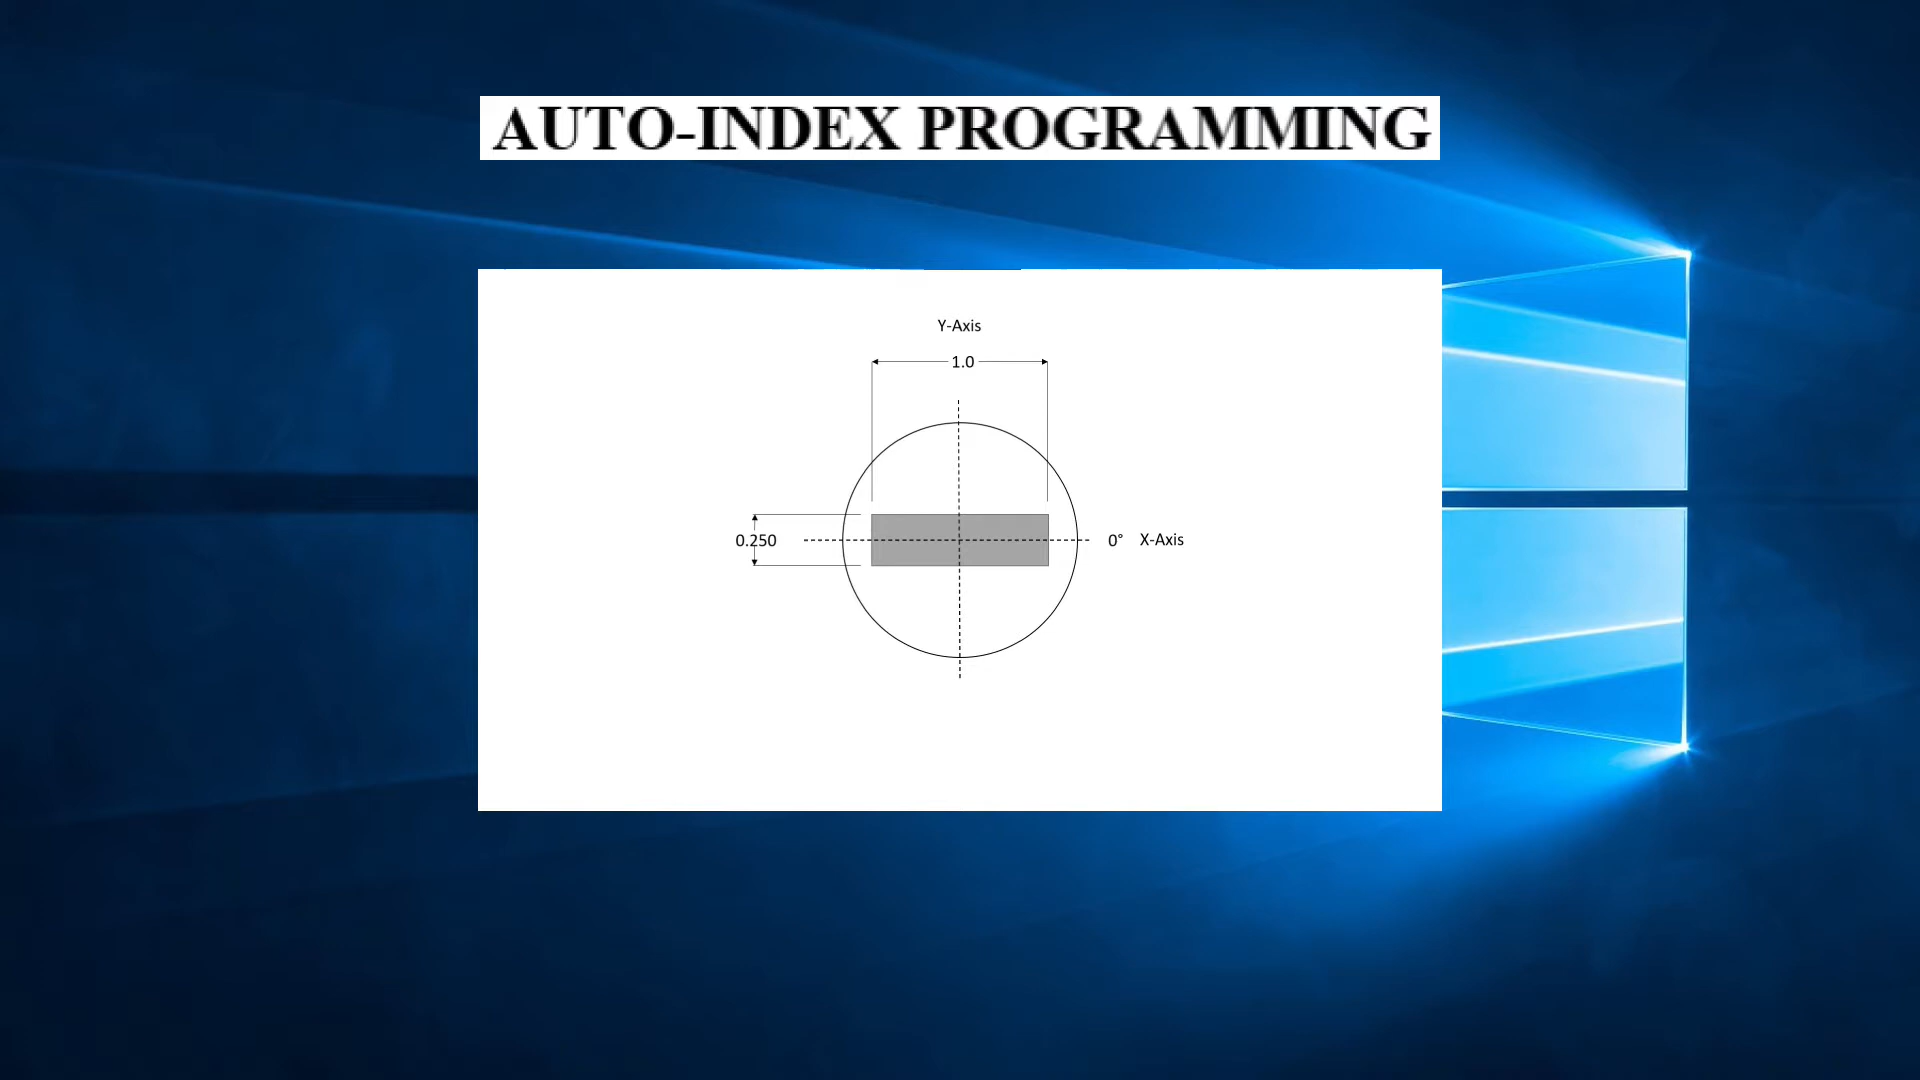 AUTO-INDEX PROGRAMMING
Y-Axis
1.0
0.250
0° X-Axis